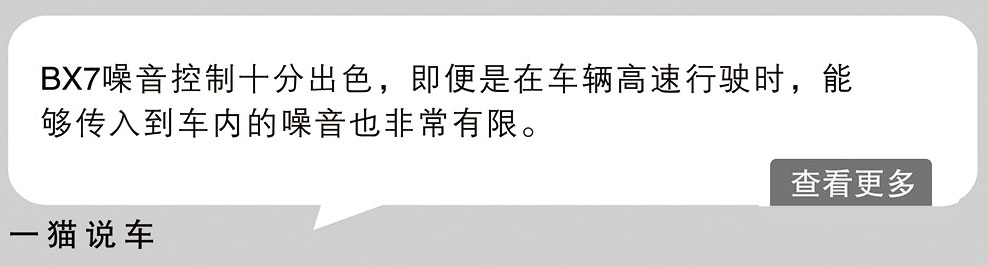 BX7噪音控制十分出色，即便是在车辆高速行驶时，能
够传入到车内的噪音也非常有限。
查看更多
一猫说车